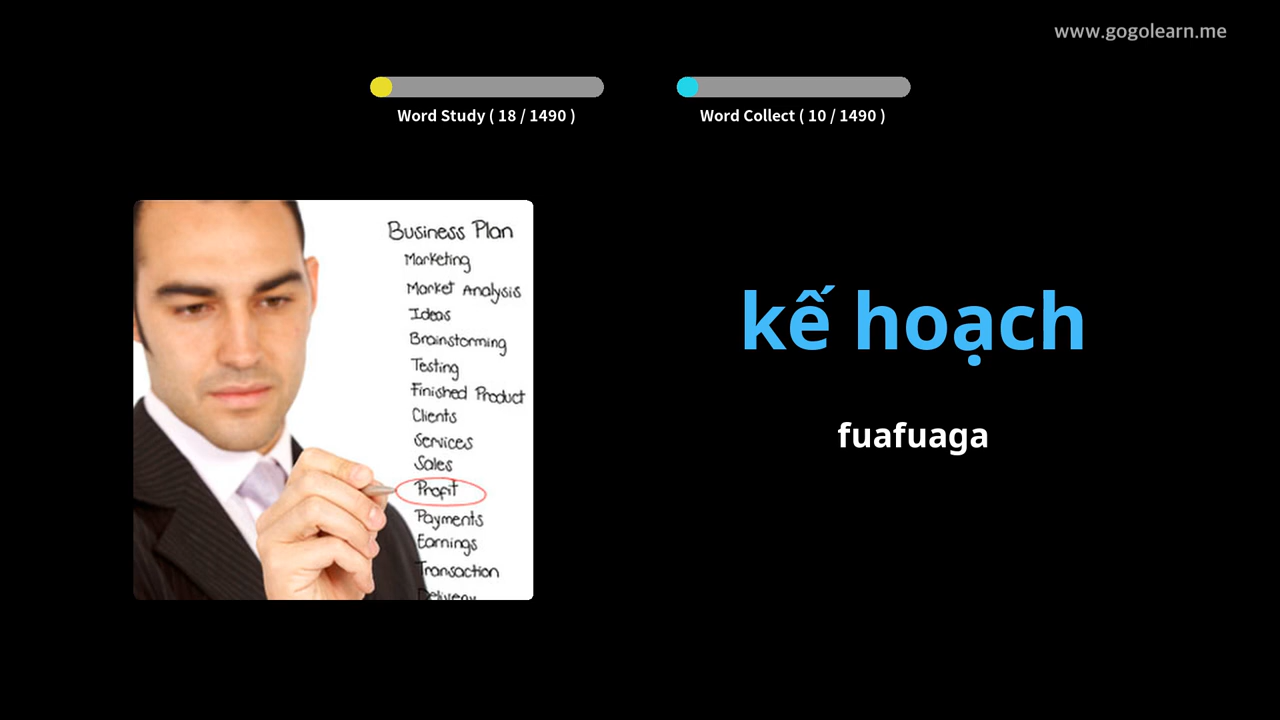 www.gogolearn.me
Word Study ( 18 / 1490 )
Word Collect ( 10 / 1490 )
Business Plan
Marketing
Market Analysis
Ideas
Brainstorming
Testing
Finished Product
Clients
Services
Sales
Profit
Payments
Earnings
Transaction
Delivery
kế hoạch
fuafuaga